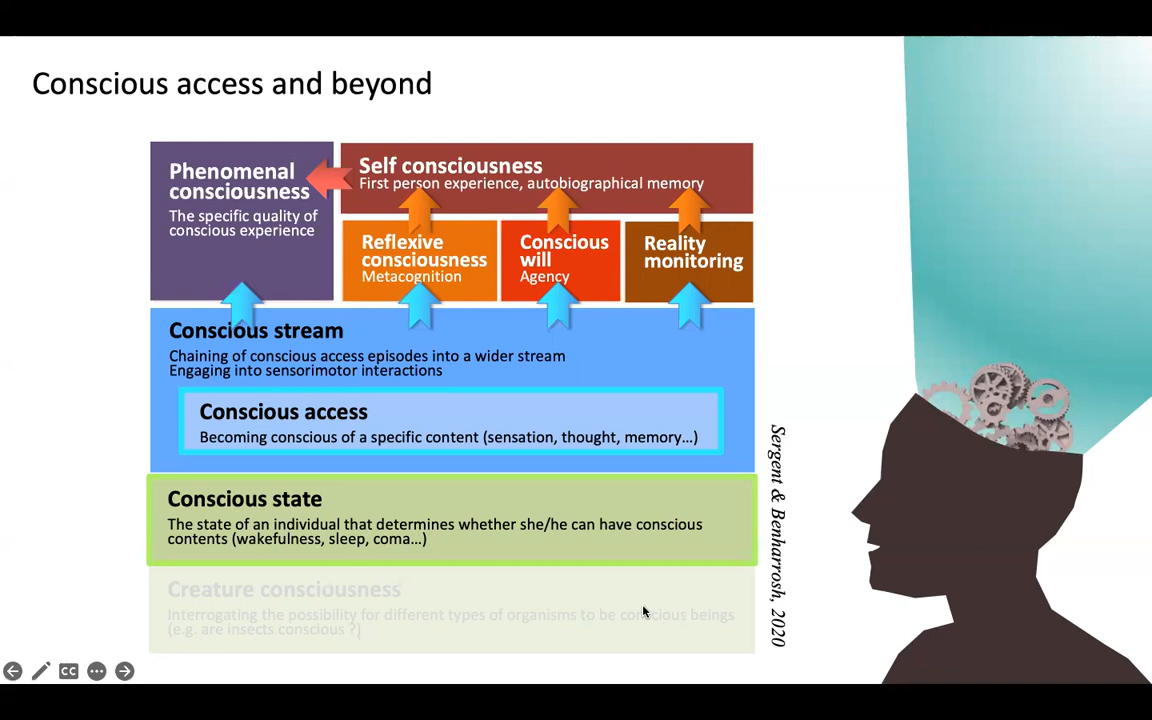 Conscious access and beyond
Phenomenal
consciousness
The specific quality of
conscious experience
Self consciousness
First person experience, autobiographical memory
Reflexive
consciousness
Metacognition
Conscious
will
Agency
Reality
monitoring
Conscious stream
Chaining of conscious access episodes into a wider stream
Engaging into sensorimotor interactions
Conscious access
Becoming conscious of a specific content (sensation, thought, memory...)
Conscious state
The state of an individual that determines whether she/he can have conscious
contents (wakefulness, sleep, coma...)
Creature consciousness
Interrogating the possibility for different types of organisms to be conscious beings
(e.g. are insects conscious ?)
Sergent & Benharrosh, 2020
CC